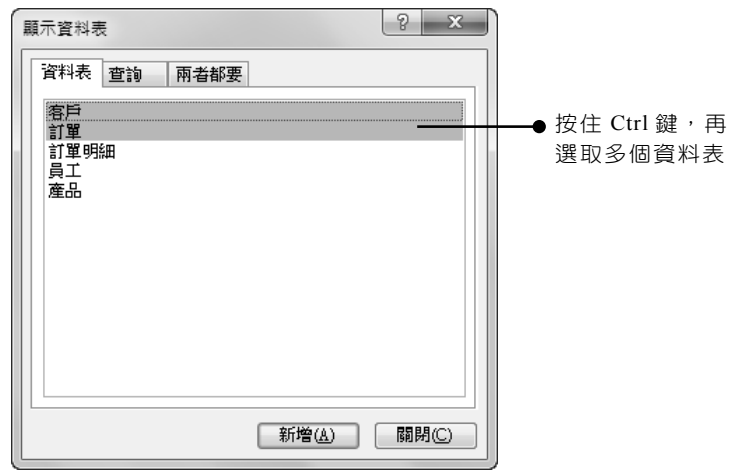 顯示資料表
資料表 查詢 兩者都要
客戶
訂單
訂單明細
員工
產品
按住 Ctrl 鍵，再
選取多個資料表
新增(A) 關閉(C)